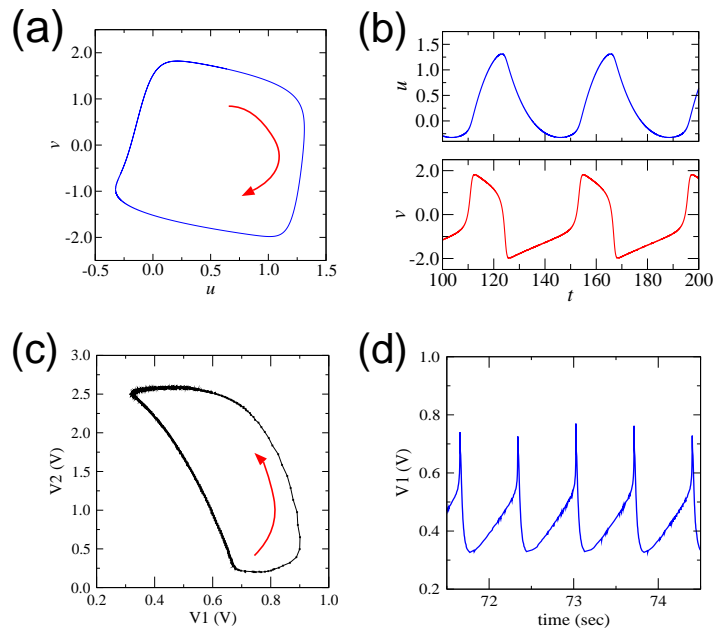 (a)
2.0
1.0
0.0
-1.0
-2.0
v
-0.5 0.0 0.5 1.0 1.5
u
(b)
1.5
1.0
0.5
0.0
u
2.0
0.0
-2.0
v
100 120 140 160 180 200
t
(c)
3.0
2.5
2.0
1.5
1.0
0.5
0.0
V2 (V)
0.2 0.4 0.6 0.8 1
V1 (V)
(d)
1.0
0.8
0.6
0.4
0.2
V1 (V)
72 73 74
time (sec)